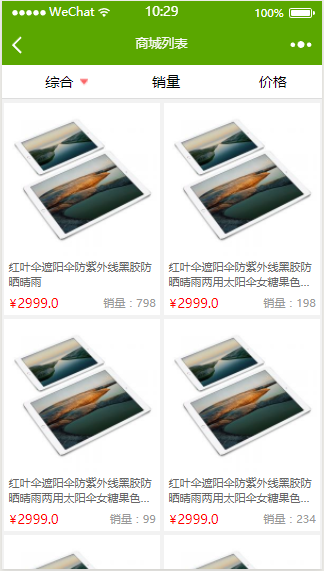 WeChat 10:29 100%
商城列表
综合 销量 价格
红叶伞遮阳伞防紫外线黑胶防
晒晴雨
¥2999.0 销量：798
红叶伞遮阳伞防紫外线黑胶防
晒晴雨两用太阳伞女糖果色...
¥2999.0 销量：198
红叶伞遮阳伞防紫外线黑胶防
晒晴雨两用太阳伞女糖果色...
¥2999.0 销量：99
红叶伞遮阳伞防紫外线黑胶防
晒晴雨两用太阳伞女糖果色...
¥2999.0 销量：234